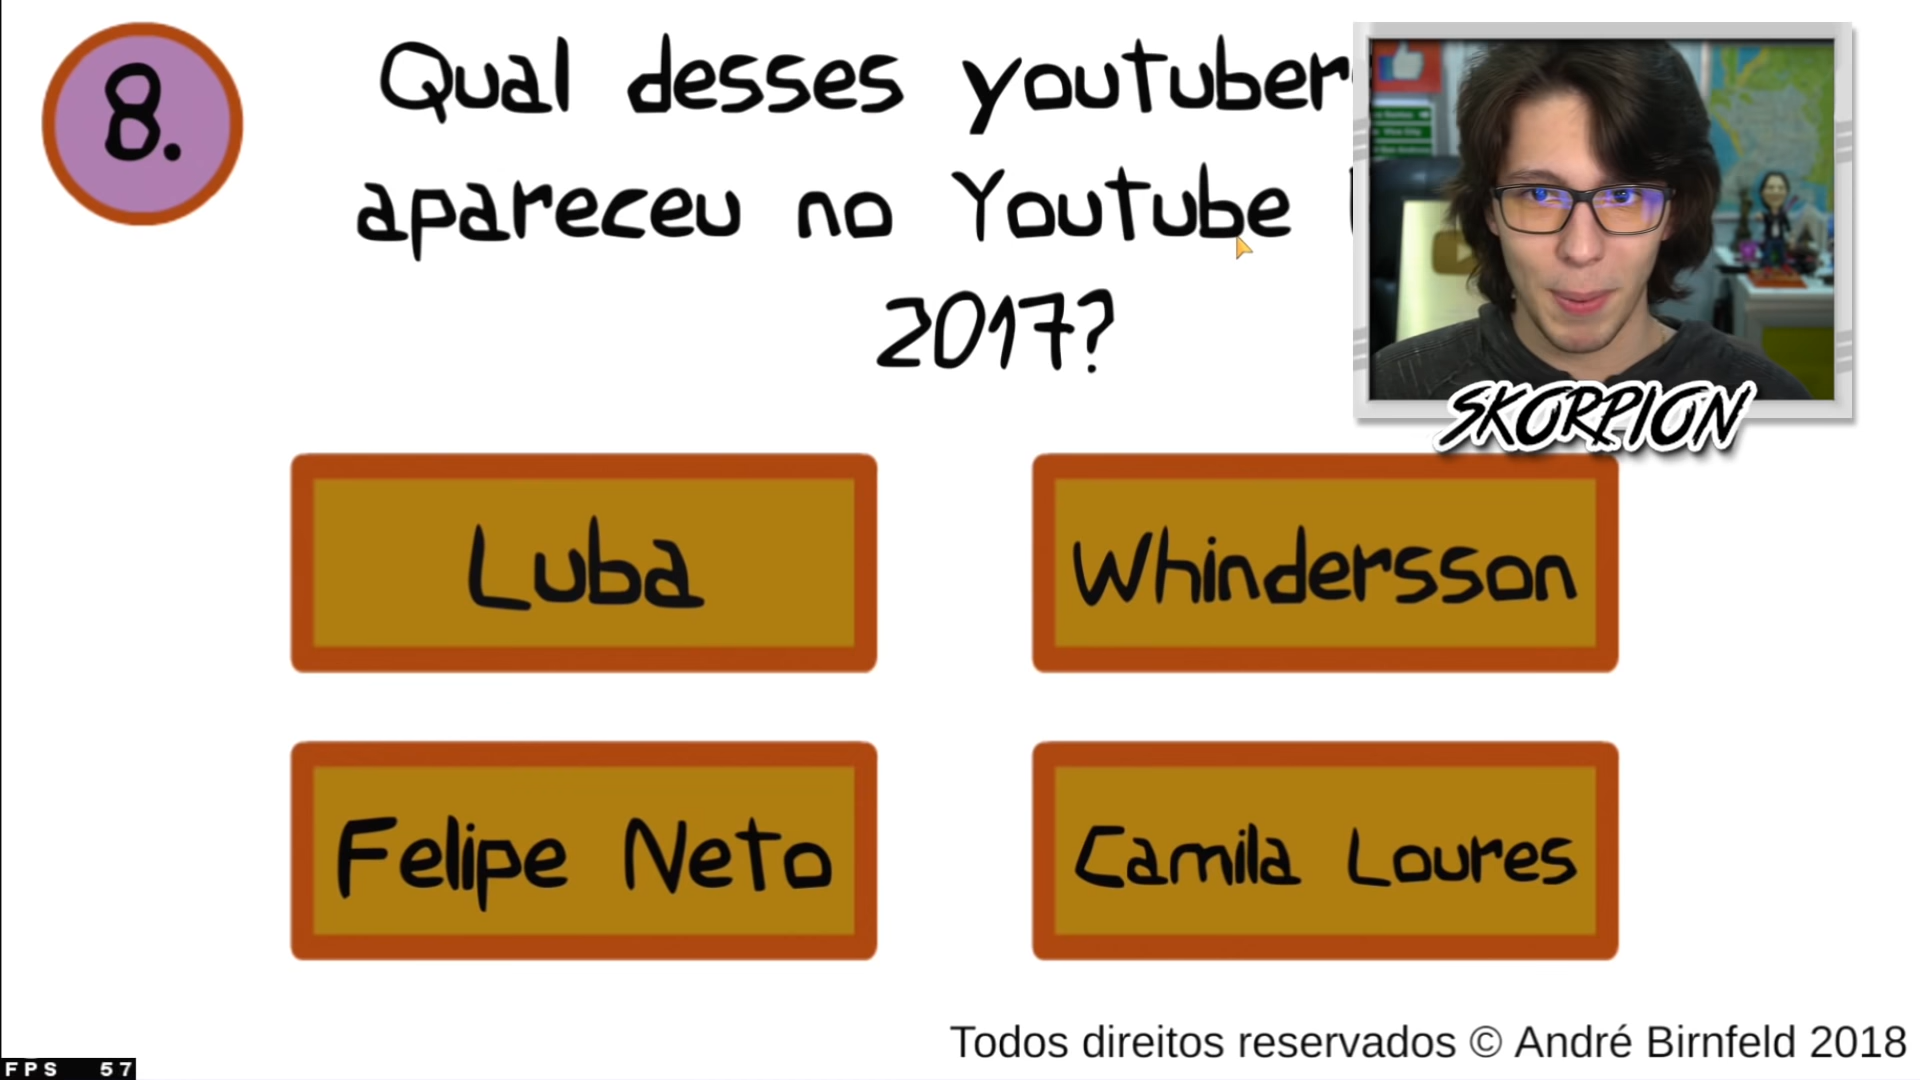 8.
Qual desses youtuber
apareceu no Youtube
2017?
SKORPION
Luba
Whindersson
Felipe Neto
Camila Loures
Todos direitos reservados © André Birnfeld 2018
FPS 57